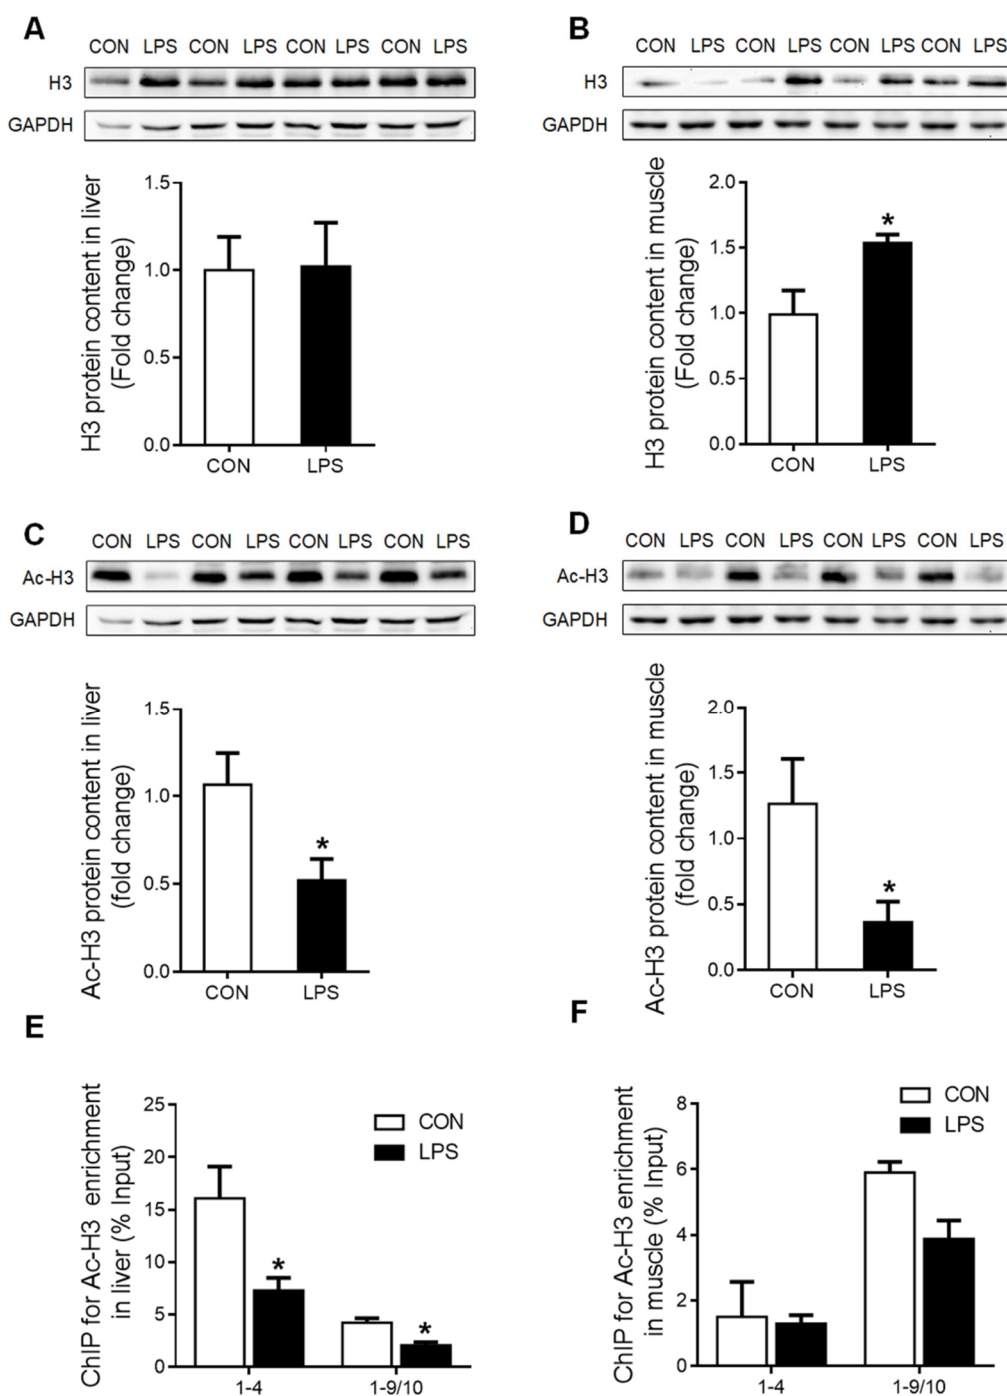 A
CON LPS CON LPS CON LPS CON LPS
H3
GAPDH
H3 protein content in liver
(Fold change)
1.5
1.0
0.5
0.0
CON LPS
B
CON LPS CON LPS CON LPS CON LPS
H3
GAPDH
H3 protein content in muscle
(Fold change)
2.0
*
1.5
1.0
0.5
0.0
CON LPS
C
CON LPS CON LPS CON LPS CON LPS
Ac-H3
GAPDH
Ac-H3 protein content in liver
(fold change)
1.5
1.0
*
0.5
0.0
CON LPS
D
CON LPS CON LPS CON LPS CON LPS
Ac-H3
GAPDH
Ac-H3 protein content in muscle
(fold change)
2.0
1.5
1.0
*
0.5
0.0
CON LPS
E
ChIP for Ac-H3 enrichment
in liver (% Input)
25
20
15
10
5
0
CON
LPS
*
*
1-4 1-9/10
F
ChIP for Ac-H3 enrichment
in muscle (% Input)
8
6
4
2
0
CON
LPS
1-4 1-9/10